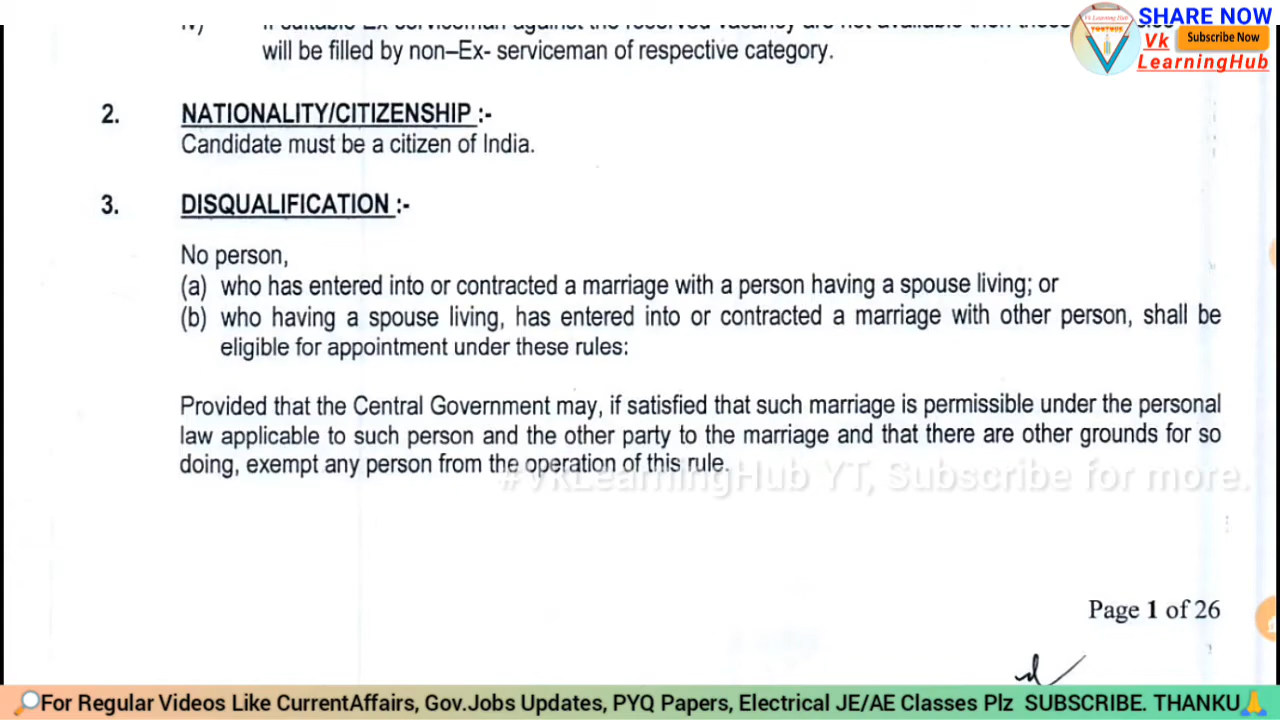 SHARE NOW
Vk
Subscribe Now
LearningHub
Vk Learning Hub
will be filled by non–Ex- serviceman of respective category.
2. NATIONALITY/CITIZENSHIP :-
Candidate must be a citizen of India.
3. DISQUALIFICATION :-
No person,
(a) who has entered into or contracted a marriage with a person having a spouse living; or
(b) who having a spouse living, has entered into or contracted a marriage with other person, shall be
eligible for appointment under these rules:
Provided that the Central Government may, if satisfied that such marriage is permissible under the personal
law applicable to such person and the other party to the marriage and that there are other grounds for so
doing, exempt any person from the operation of this rule.
#VkLearningHub YT, Subscribe for more.
Page 1 of 26
🔎For Regular Videos Like CurrentAffairs, Gov.Jobs Updates, PYQ Papers, Electrical JE/AE Classes Plz SUBSCRIBE. THANKU🙏